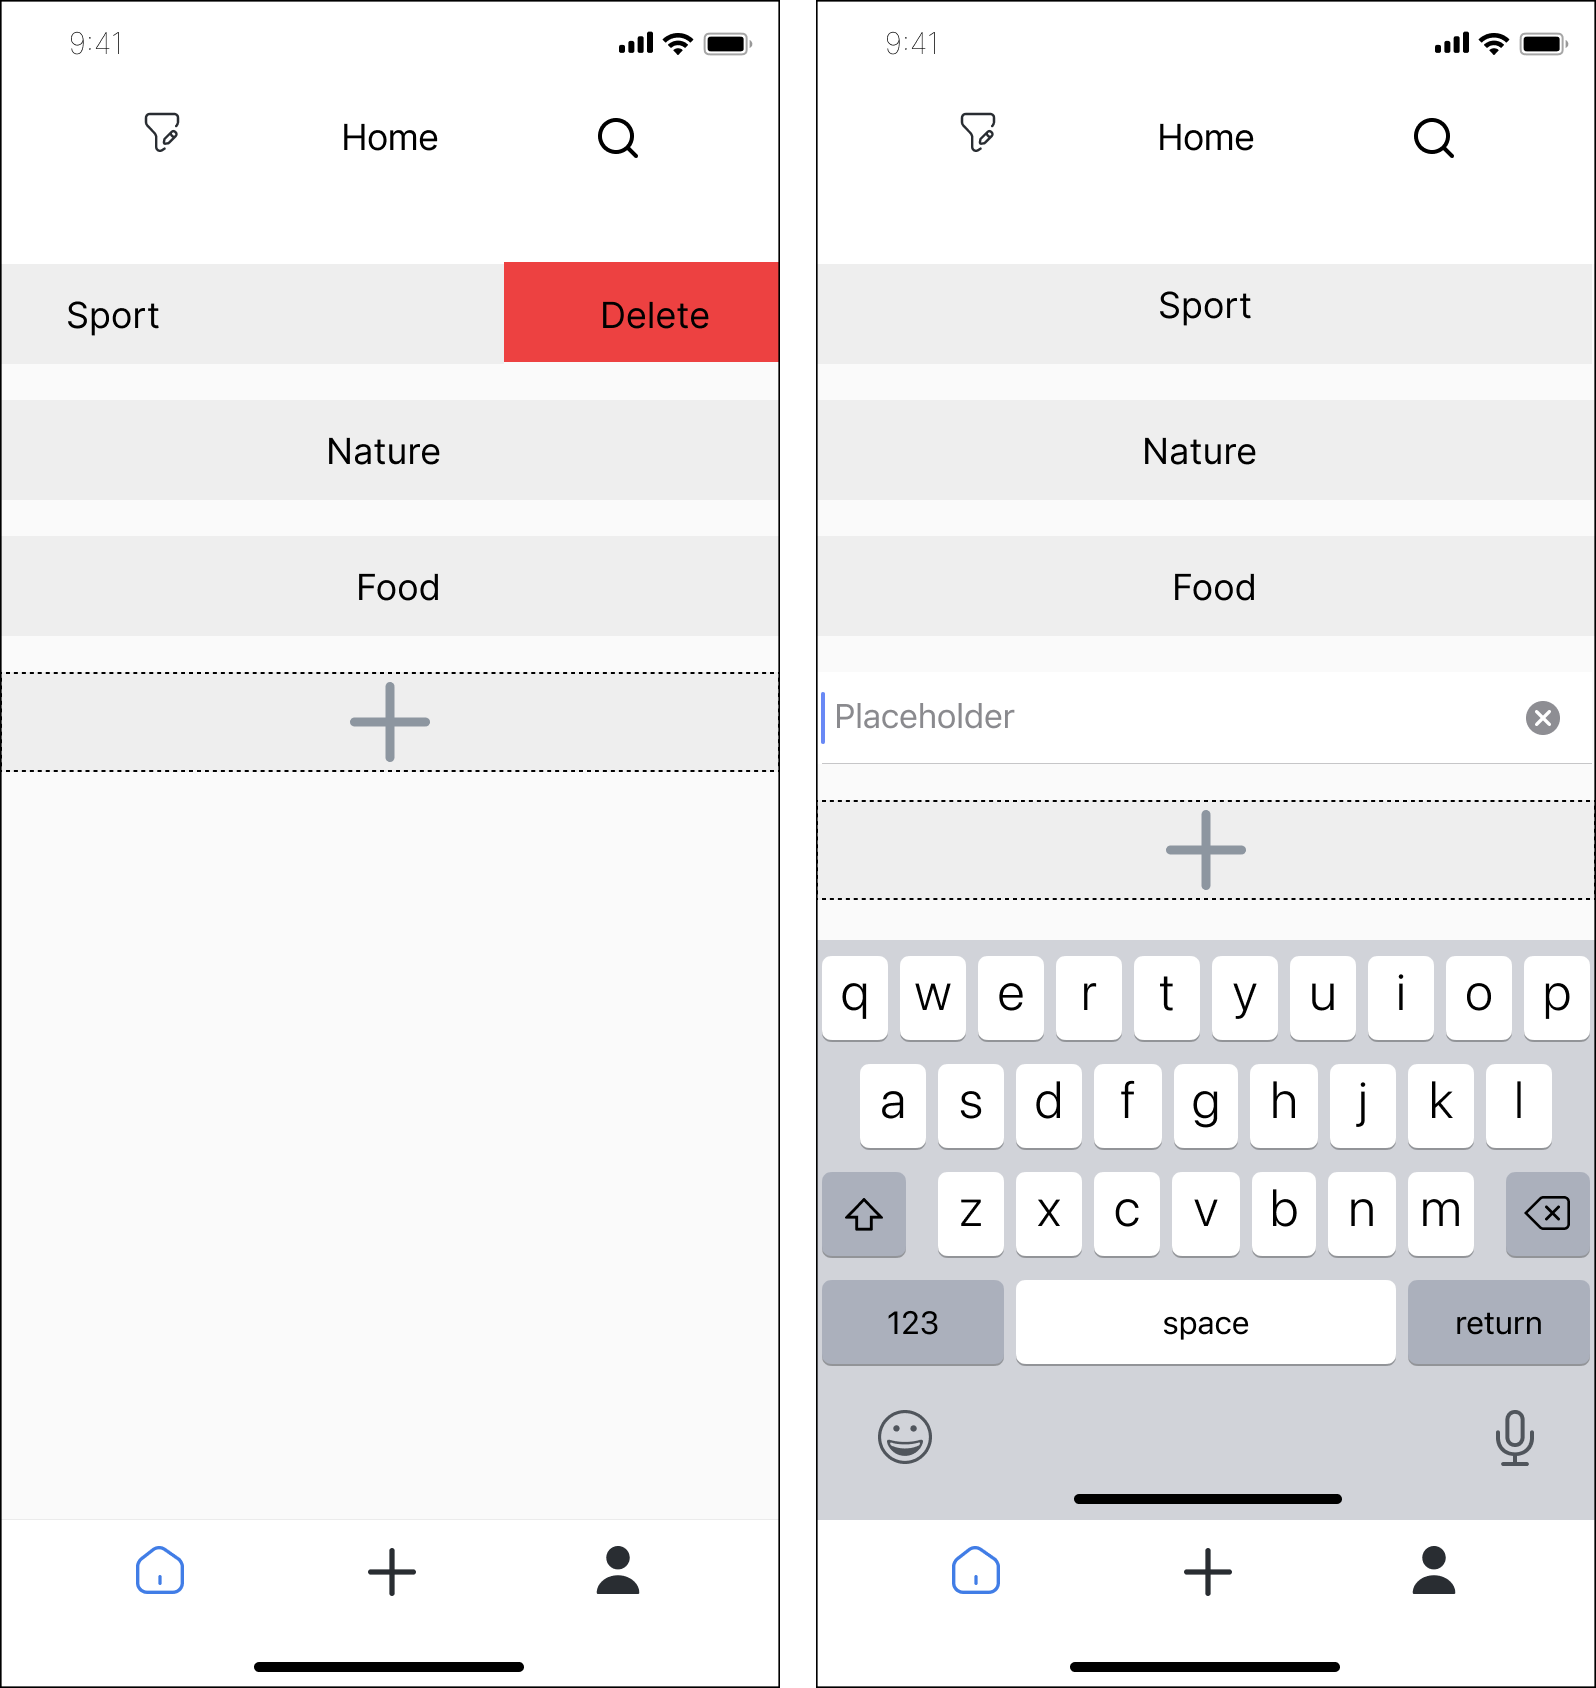 9:41
Home
Sport
Delete
Nature
Food
9:41
Home
Sport
Nature
Food
Placeholder
q w e r t y u i o p
a s d f g h j k l
z x c v b n m
123 space return